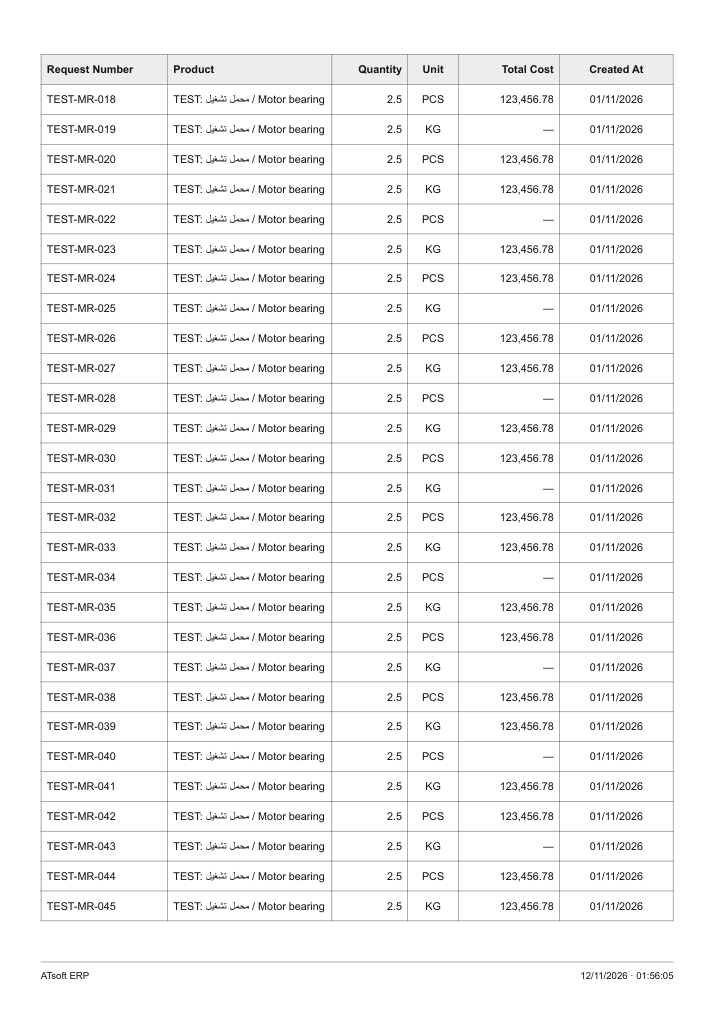 Request Number Product Quantity Unit Total Cost Created At
TEST-MR-018 TEST: محمل تشغيل / Motor bearing 2.5 PCS 123,456.78 01/11/2026
TEST-MR-019 TEST: محمل تشغيل / Motor bearing 2.5 KG — 01/11/2026
TEST-MR-020 TEST: محمل تشغيل / Motor bearing 2.5 PCS 123,456.78 01/11/2026
TEST-MR-021 TEST: محمل تشغيل / Motor bearing 2.5 KG 123,456.78 01/11/2026
TEST-MR-022 TEST: محمل تشغيل / Motor bearing 2.5 PCS — 01/11/2026
TEST-MR-023 TEST: محمل تشغيل / Motor bearing 2.5 KG 123,456.78 01/11/2026
TEST-MR-024 TEST: محمل تشغيل / Motor bearing 2.5 PCS 123,456.78 01/11/2026
TEST-MR-025 TEST: محمل تشغيل / Motor bearing 2.5 KG — 01/11/2026
TEST-MR-026 TEST: محمل تشغيل / Motor bearing 2.5 PCS 123,456.78 01/11/2026
TEST-MR-027 TEST: محمل تشغيل / Motor bearing 2.5 KG 123,456.78 01/11/2026
TEST-MR-028 TEST: محمل تشغيل / Motor bearing 2.5 PCS — 01/11/2026
TEST-MR-029 TEST: محمل تشغيل / Motor bearing 2.5 KG 123,456.78 01/11/2026
TEST-MR-030 TEST: محمل تشغيل / Motor bearing 2.5 PCS 123,456.78 01/11/2026
TEST-MR-031 TEST: محمل تشغيل / Motor bearing 2.5 KG — 01/11/2026
TEST-MR-032 TEST: محمل تشغيل / Motor bearing 2.5 PCS 123,456.78 01/11/2026
TEST-MR-033 TEST: محمل تشغيل / Motor bearing 2.5 KG 123,456.78 01/11/2026
TEST-MR-034 TEST: محمل تشغيل / Motor bearing 2.5 PCS — 01/11/2026
TEST-MR-035 TEST: محمل تشغيل / Motor bearing 2.5 KG 123,456.78 01/11/2026
TEST-MR-036 TEST: محمل تشغيل / Motor bearing 2.5 PCS 123,456.78 01/11/2026
TEST-MR-037 TEST: محمل تشغيل / Motor bearing 2.5 KG — 01/11/2026
TEST-MR-038 TEST: محمل تشغيل / Motor bearing 2.5 PCS 123,456.78 01/11/2026
TEST-MR-039 TEST: محمل تشغيل / Motor bearing 2.5 KG 123,456.78 01/11/2026
TEST-MR-040 TEST: محمل تشغيل / Motor bearing 2.5 PCS — 01/11/2026
TEST-MR-041 TEST: محمل تشغيل / Motor bearing 2.5 KG 123,456.78 01/11/2026
TEST-MR-042 TEST: محمل تشغيل / Motor bearing 2.5 PCS 123,456.78 01/11/2026
TEST-MR-043 TEST: محمل تشغيل / Motor bearing 2.5 KG — 01/11/2026
TEST-MR-044 TEST: محمل تشغيل / Motor bearing 2.5 PCS 123,456.78 01/11/2026
TEST-MR-045 TEST: محمل تشغيل / Motor bearing 2.5 KG 123,456.78 01/11/2026
ATsoft ERP 12/11/2026 · 01:56:05